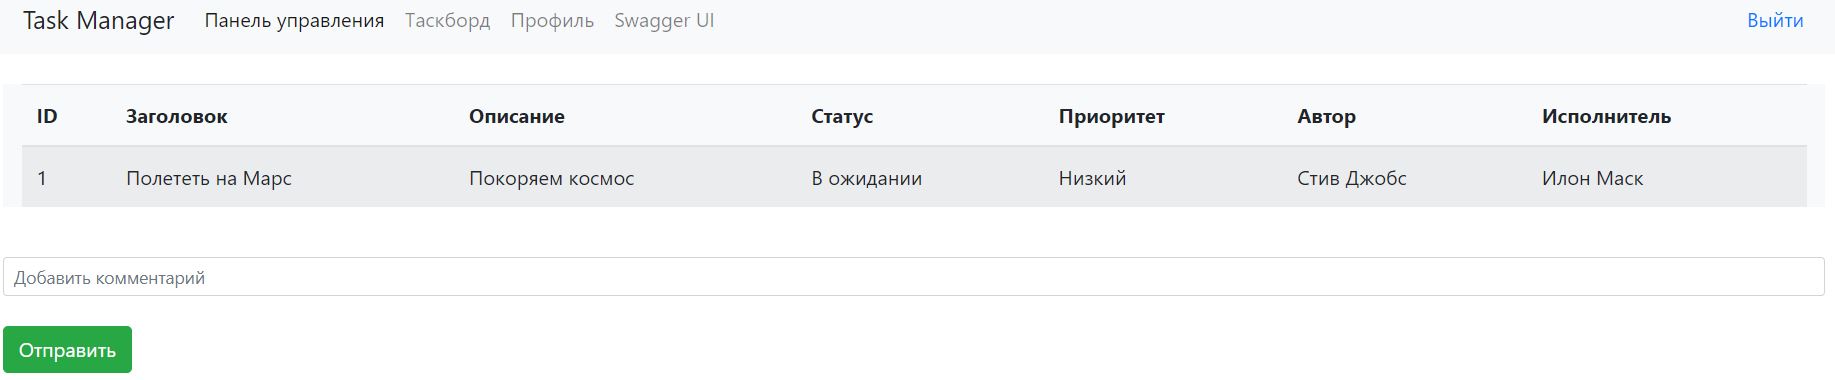 Task Manager Панель управления Таскборд Профиль Swagger UI Выйти
ID Заголовок Описание Статус Приоритет Автор Исполнитель
1 Полететь на Марс Покоряем космос В ожидании Низкий Стив Джобс Илон Маск
Добавить комментарий
Отправить